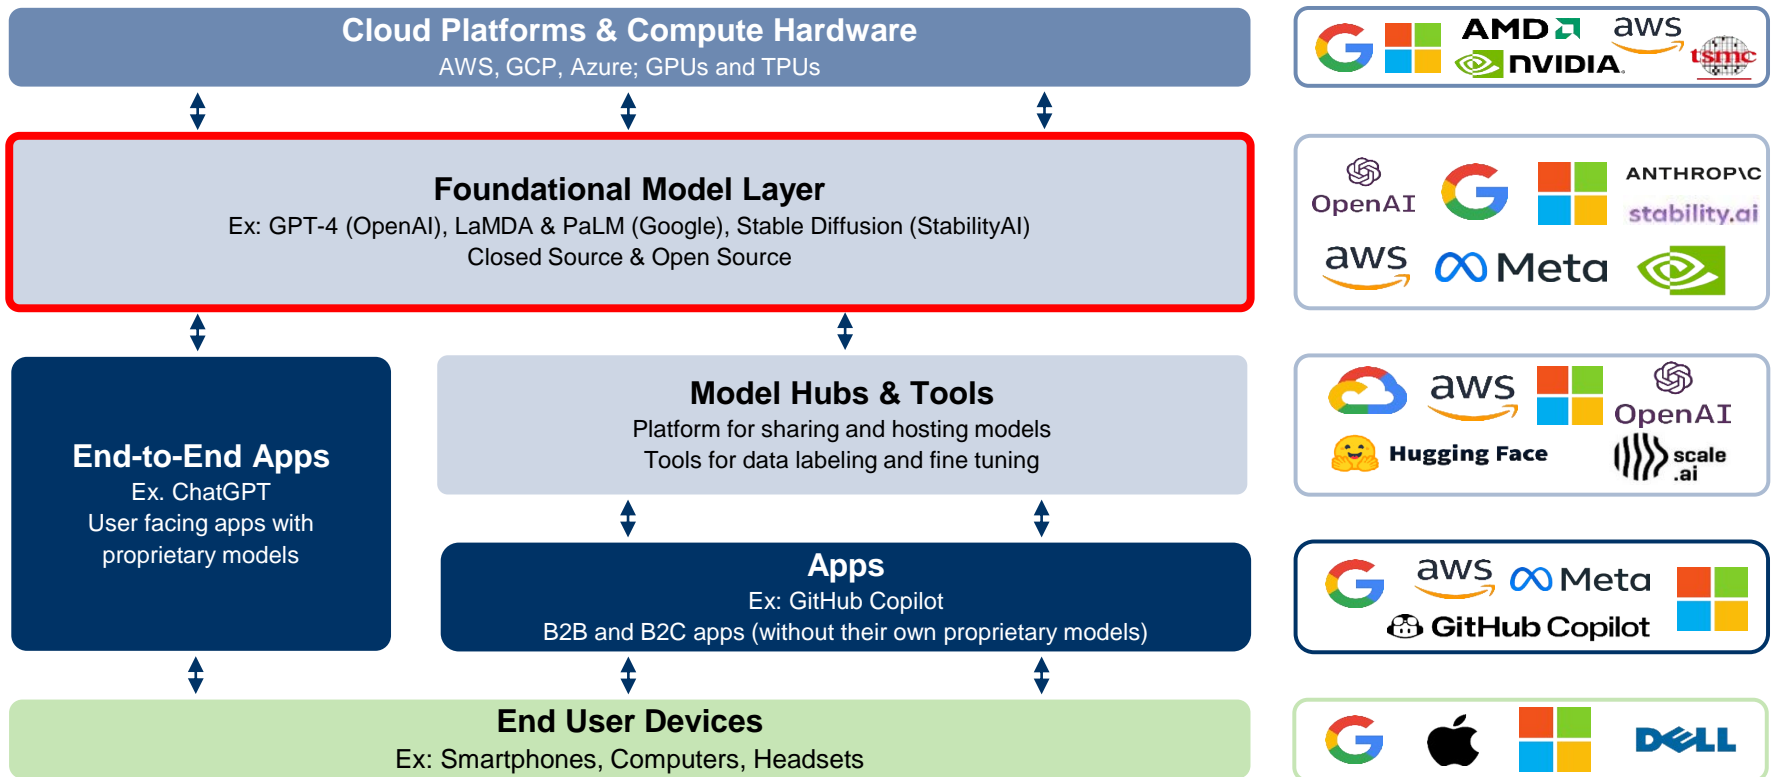 Cloud Platforms & Compute Hardware
AWS, GCP, Azure; GPUs and TPUs
AMD
aws
NVIDIA.
tsmc
Foundational Model Layer
Ex: GPT-4 (OpenAI), LaMDA & PaLM (Google), Stable Diffusion (StabilityAI)
Closed Source & Open Source
OpenAI
ANTHROP\C
stability.ai
aws
Meta
End-to-End Apps
Ex. ChatGPT
User facing apps with
proprietary models
Model Hubs & Tools
Platform for sharing and hosting models
Tools for data labeling and fine tuning
aws
OpenAI
Hugging Face
scale
.ai
Apps
Ex: GitHub Copilot
B2B and B2C apps (without their own proprietary models)
aws
Meta
GitHub Copilot
End User Devices
Ex: Smartphones, Computers, Headsets
DELL